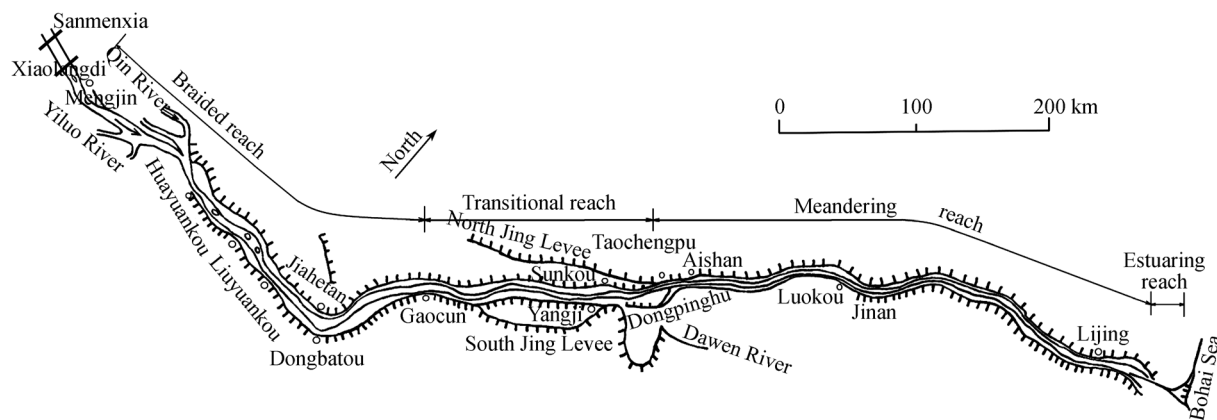 Sanmenxia
Xiaolangdi
Mengjin
Qin River
Yiluo River
Braided reach
North
0 100 200 km
Transitional reach
Meandering reach
Estuaring
reach
North Jing Levee
Taochengpu
Sunkou
Aishan
Huayuankou
Liuyuankou
Jiahetan
Dongbatou
Gaocun
Yangji
South Jing Levee
Dongpinghu
Dawen River
Luokou
Jinan
Lijing
Bohai Sea